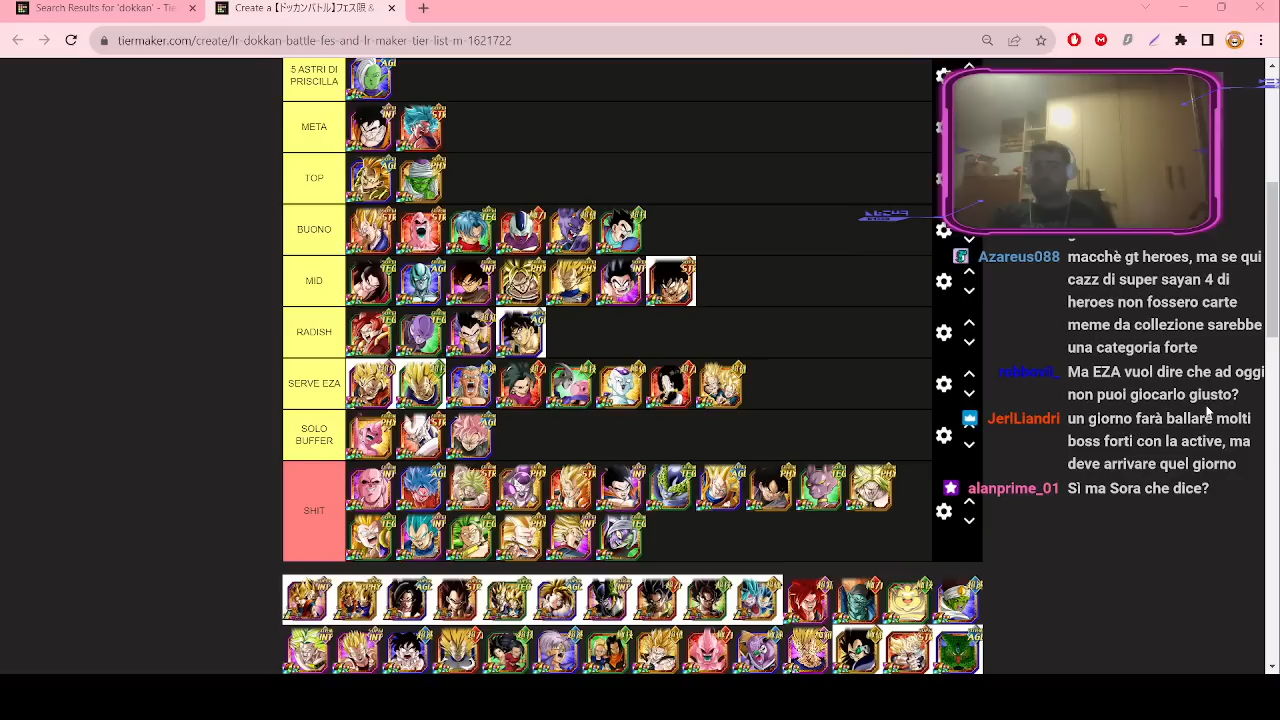 Search Results for 'dokkan' - Tie
Create a 【ドッカンバトル】フェス限 &
tiermaker.com/create/lr-dokkan-battle-fes-and-lr-maker-tier-list-m-1621722
5 ASTRI DI
PRISCILLA
META
TOP
BUONO
MID
RADISH
SERVE EZA
SOLO
BUFFER
SHIT
Azareus088 macchè gt heroes, ma se qui
cazz di super sayan 4 di
heroes non fossero carte
meme da collezione sarebbe
una categoria forte
Ma EZA vuol dire che ad oggi
non puoi giocarlo giusto?
JerlLiandri un giorno farà ballare molti
boss forti con la active, ma
deve arrivare quel giorno
alanprime_01 Sì ma Sora che dice?